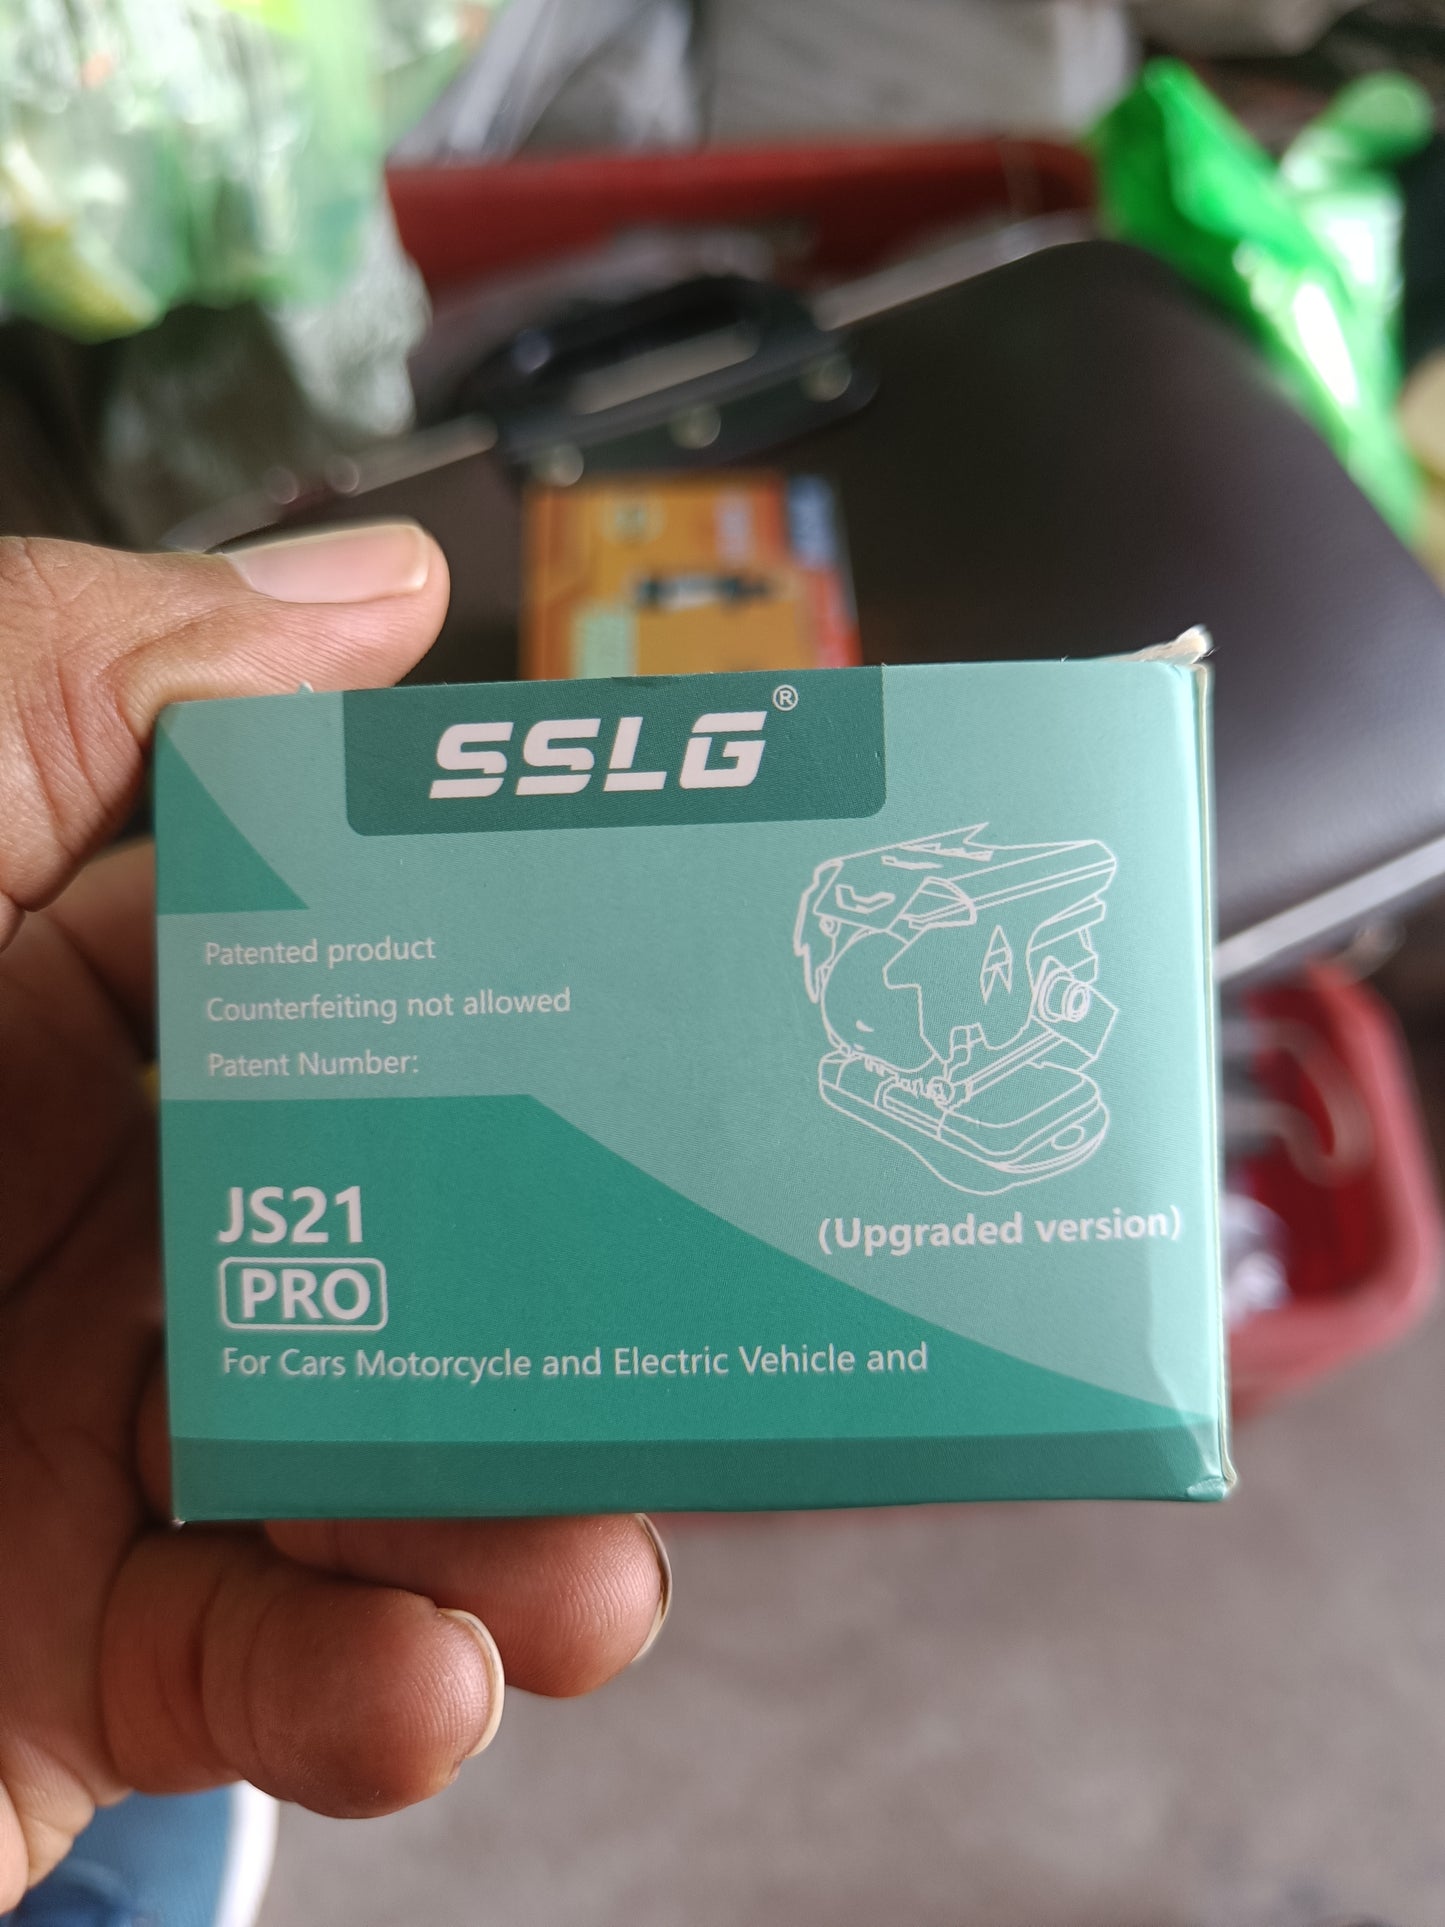 SSLG®
Patented product
Counterfeiting not allowed
Patent Number:
JS21
PRO
(Upgraded version)
For Cars Motorcycle and Electric Vehicle and